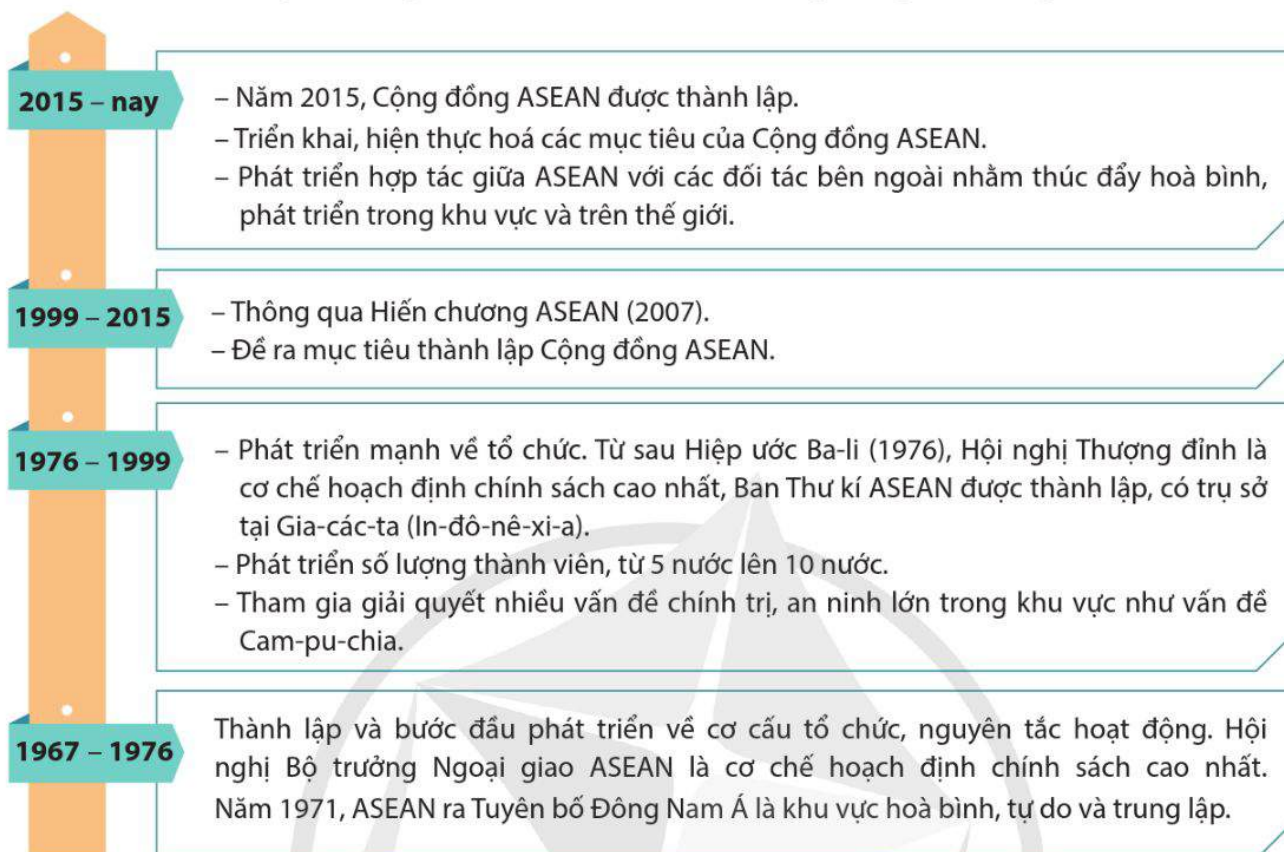 2015 – nay
– Năm 2015, Cộng đồng ASEAN được thành lập.
– Triển khai, hiện thực hoá các mục tiêu của Cộng đồng ASEAN.
– Phát triển hợp tác giữa ASEAN với các đối tác bên ngoài nhằm thúc đẩy hoà bình,
phát triển trong khu vực và trên thế giới.
1999 – 2015
– Thông qua Hiến chương ASEAN (2007).
– Đề ra mục tiêu thành lập Cộng đồng ASEAN.
1976 – 1999
– Phát triển mạnh về tổ chức. Từ sau Hiệp ước Ba-li (1976), Hội nghị Thượng đỉnh là
cơ chế hoạch định chính sách cao nhất, Ban Thư kí ASEAN được thành lập, có trụ sở
tại Gia-các-ta (In-đô-nê-xi-a).
– Phát triển số lượng thành viên, từ 5 nước lên 10 nước.
– Tham gia giải quyết nhiều vấn đề chính trị, an ninh lớn trong khu vực như vấn đề
Cam-pu-chia.
1967 – 1976
Thành lập và bước đầu phát triển về cơ cấu tổ chức, nguyên tắc hoạt động. Hội
nghị Bộ trưởng Ngoại giao ASEAN là cơ chế hoạch định chính sách cao nhất.
Năm 1971, ASEAN ra Tuyên bố Đông Nam Á là khu vực hoà bình, tự do và trung lập.